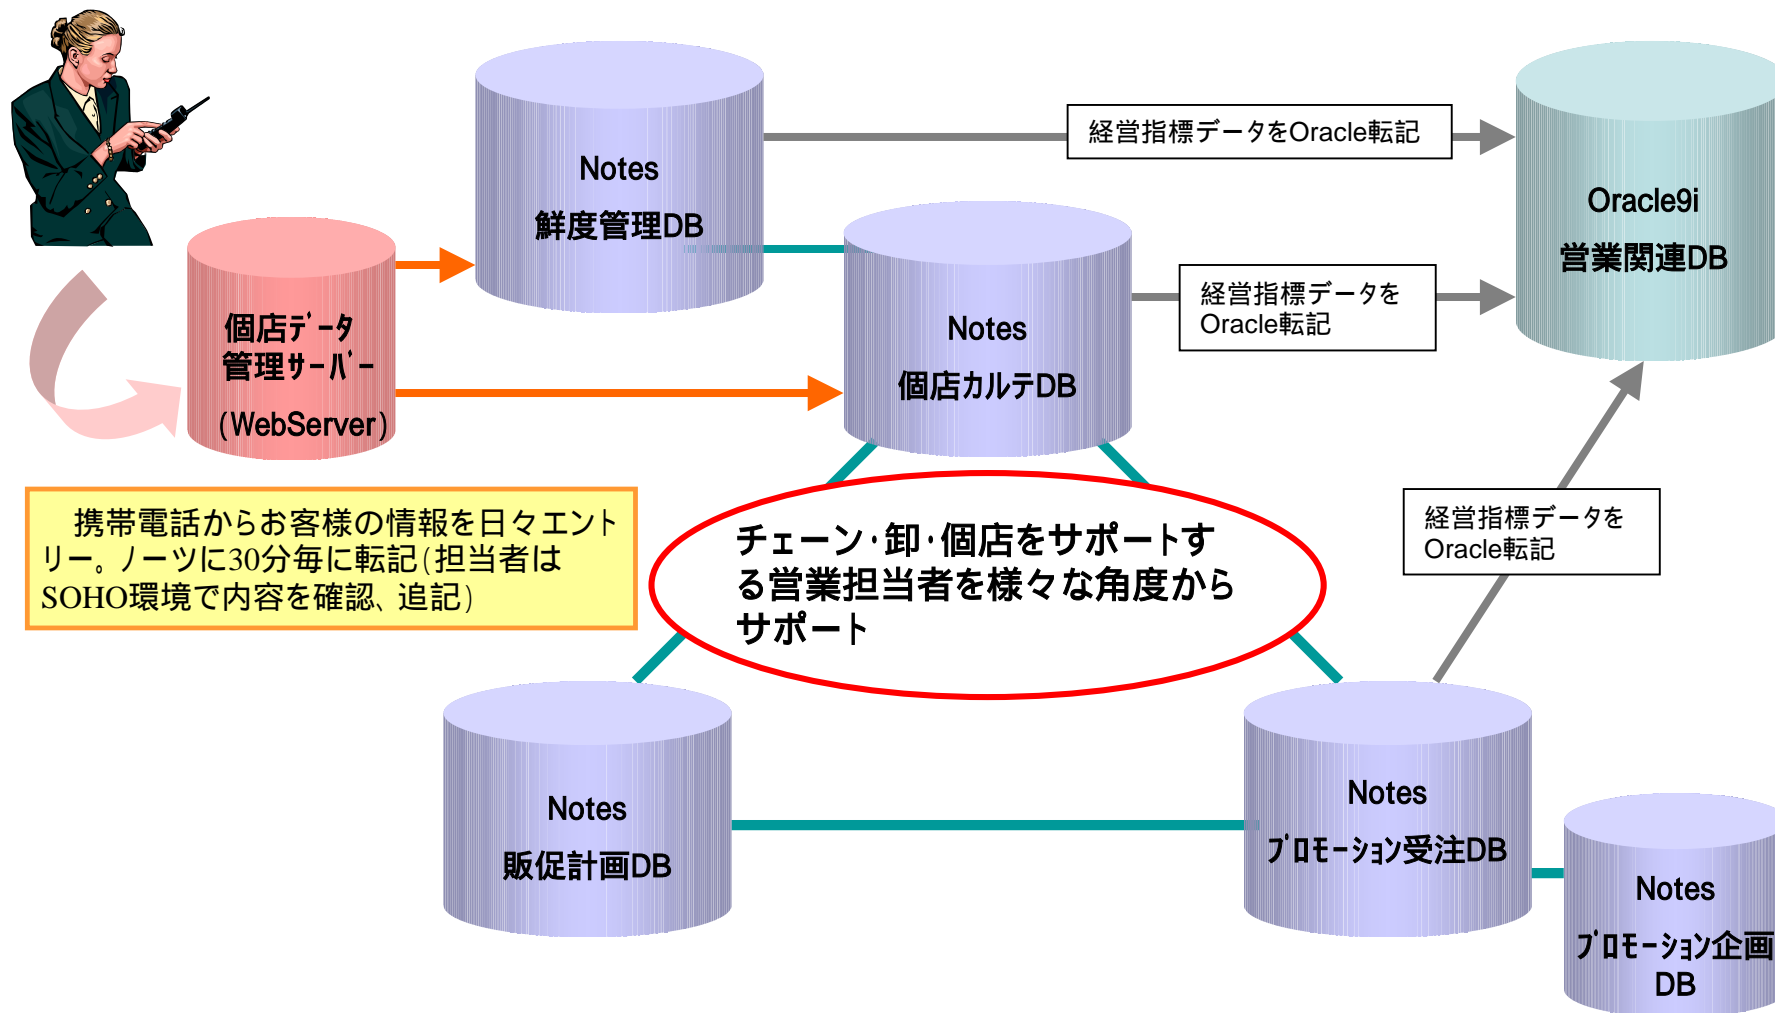 Notes
鮮度管理DB
経営指標データをOracle転記
Oracle9i
営業関連DB
個店ﾃﾞｰﾀ
管理ｻｰﾊﾞｰ
(WebServer)
Notes
個店カルテDB
経営指標データを
Oracle転記
携帯電話からお客様の情報を日々エント
リー。ノーツに30分毎に転記(担当者は
SOHO環境で内容を確認、追記)
チェーン・卸・個店をサポートす
る営業担当者を様々な角度から
サポート
経営指標データを
Oracle転記
Notes
販促計画DB
Notes
ﾌﾟﾛﾓｰｼｮﾝ受注DB
Notes
ﾌﾟﾛﾓｰｼｮﾝ企画
DB